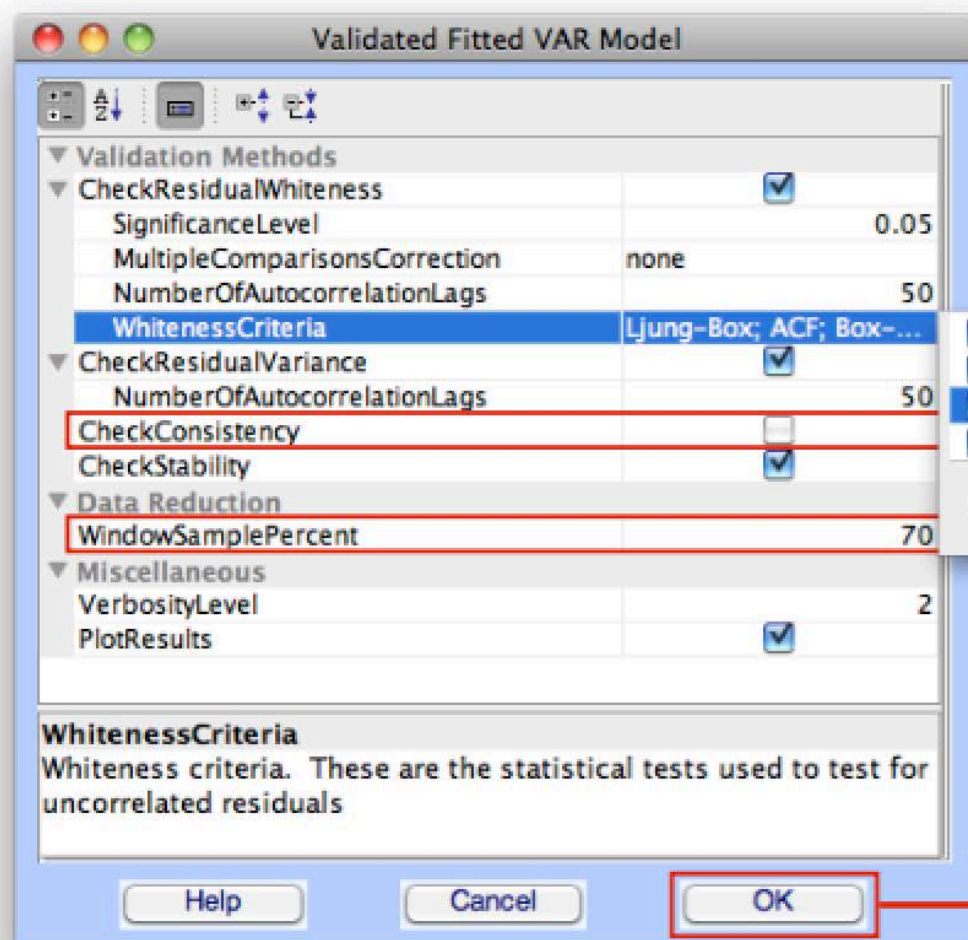 Validated Fitted VAR Model
Validation Methods
CheckResidualWhiteness
SignificanceLevel 0.05
MultipleComparisonsCorrection none
NumberOfAutocorrelationLags 50
WhitenessCriteria Ljung-Box; ACF; Box-...
CheckResidualVariance
NumberOfAutocorrelationLags 50
CheckConsistency
CheckStability
Data Reduction
WindowSamplePercent 70
Miscellaneous
VerbosityLevel 2
PlotResults
WhitenessCriteria
Whiteness criteria. These are the statistical tests used to test for
uncorrelated residuals
Help Cancel OK